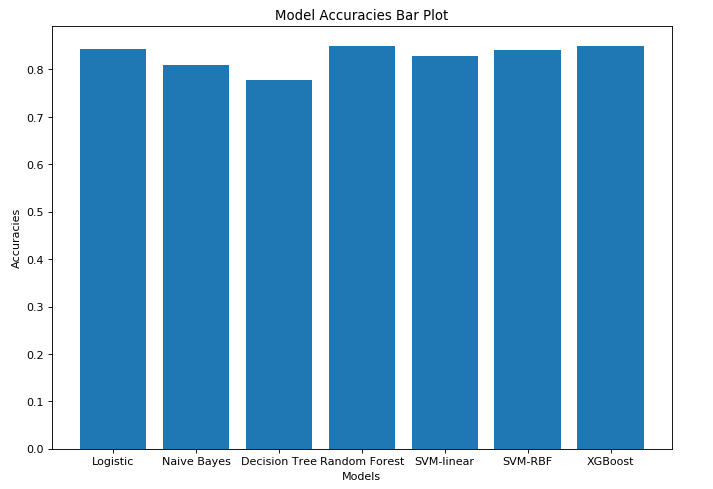 Model Accuracies Bar Plot
Accuracies
0.8
0.7
0.6
0.5
0.4
0.3
0.2
0.1
0.0
Logistic Naive Bayes Decision Tree Random Forest SVM-linear SVM-RBF XGBoost
Models